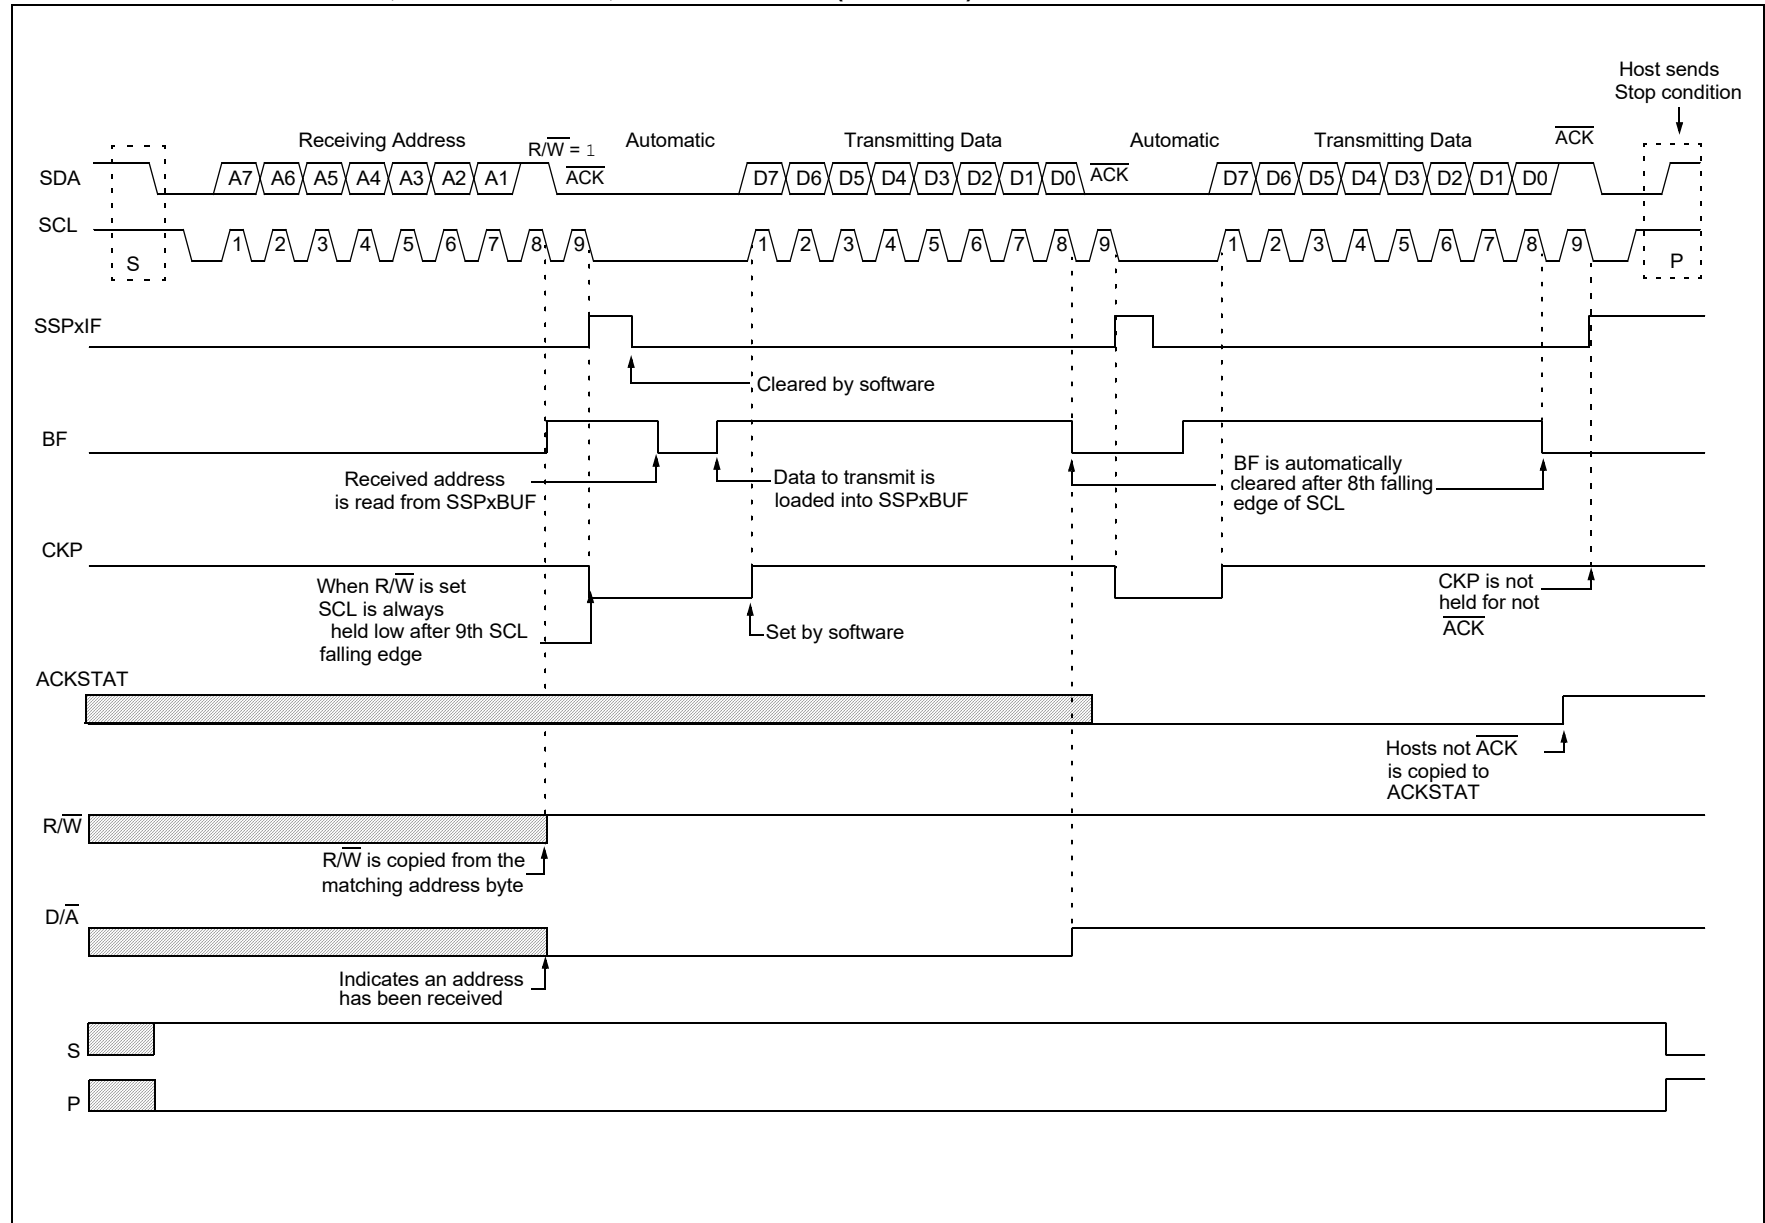 Host sends
Stop condition
Receiving Address
R/W̅ = 1
Automatic
Transmitting Data
Automatic
Transmitting Data
A̅C̅K̅
SDA
A7 A6 A5 A4 A3 A2 A1
A̅C̅K̅
D7 D6 D5 D4 D3 D2 D1 D0
A̅C̅K̅
D7 D6 D5 D4 D3 D2 D1 D0
SCL
S
1 2 3 4 5 6 7 8 9
1 2 3 4 5 6 7 8 9
1 2 3 4 5 6 7 8 9
P
SSPxIF
Cleared by software
BF
Received address
is read from SSPxBUF
Data to transmit is
loaded into SSPxBUF
BF is automatically
cleared after 8th falling
edge of SCL
CKP
When R/W̅ is set
SCL is always
held low after 9th SCL
falling edge
Set by software
CKP is not
held for not
A̅C̅K̅
ACKSTAT
Hosts not A̅C̅K̅
is copied to
ACKSTAT
R/W̅
R/W̅ is copied from the
matching address byte
D/A̅
Indicates an address
has been received
S
P